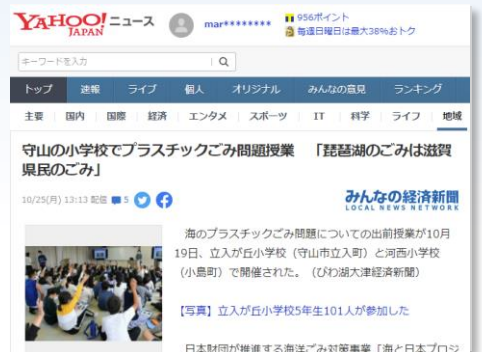 YAHOO! ニュース
JAPAN
mar********
956ポイント
毎週日曜日は最大38%おトク
キーワードを入力
トップ 速報 ライブ 個人 オリジナル みんなの意見 ランキング
主要 国内 国際 経済 エンタメ スポーツ IT 科学 ライフ 地域
守山の小学校でプラスチックごみ問題授業 「琵琶湖のごみは滋賀
県民のごみ」
10/25(月) 13:13 配信 5
みんなの経済新聞
LOCAL NEWS NETWORK
海のプラスチックごみ問題についての出前授業が10月
19日、立入が丘小学校（守山市立入町）と河西小学校
（小島町）で開催された。（びわ湖大津経済新聞）
【写真】立入が丘小学校5年生101人が参加した
日本財団が推進する海洋ごみ対策事業「海と日本プロジ